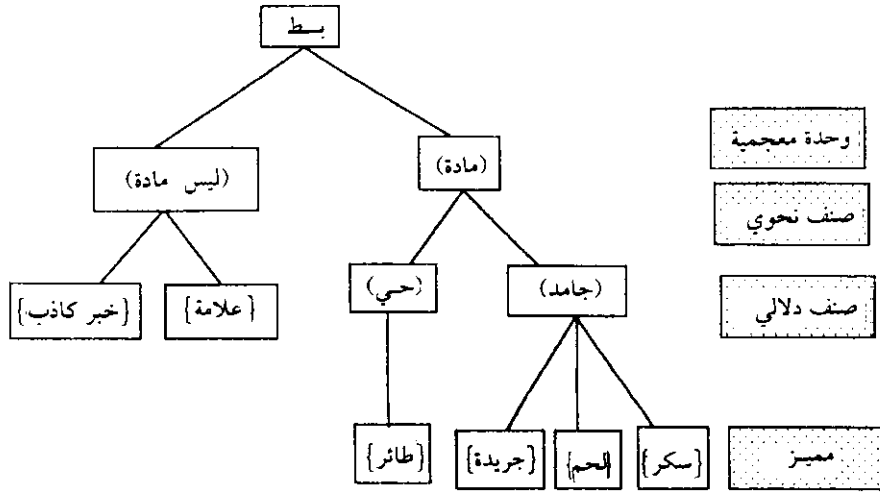 بط
وحدة معجمية
(مادة)
(ليس مادة)
صنف نحوي
(جامد)
(حي)
{علامة}
{خبر كاذب}
صنف دلالي
مميز
{سكر}
{لحم}
{جريدة}
{طائر}